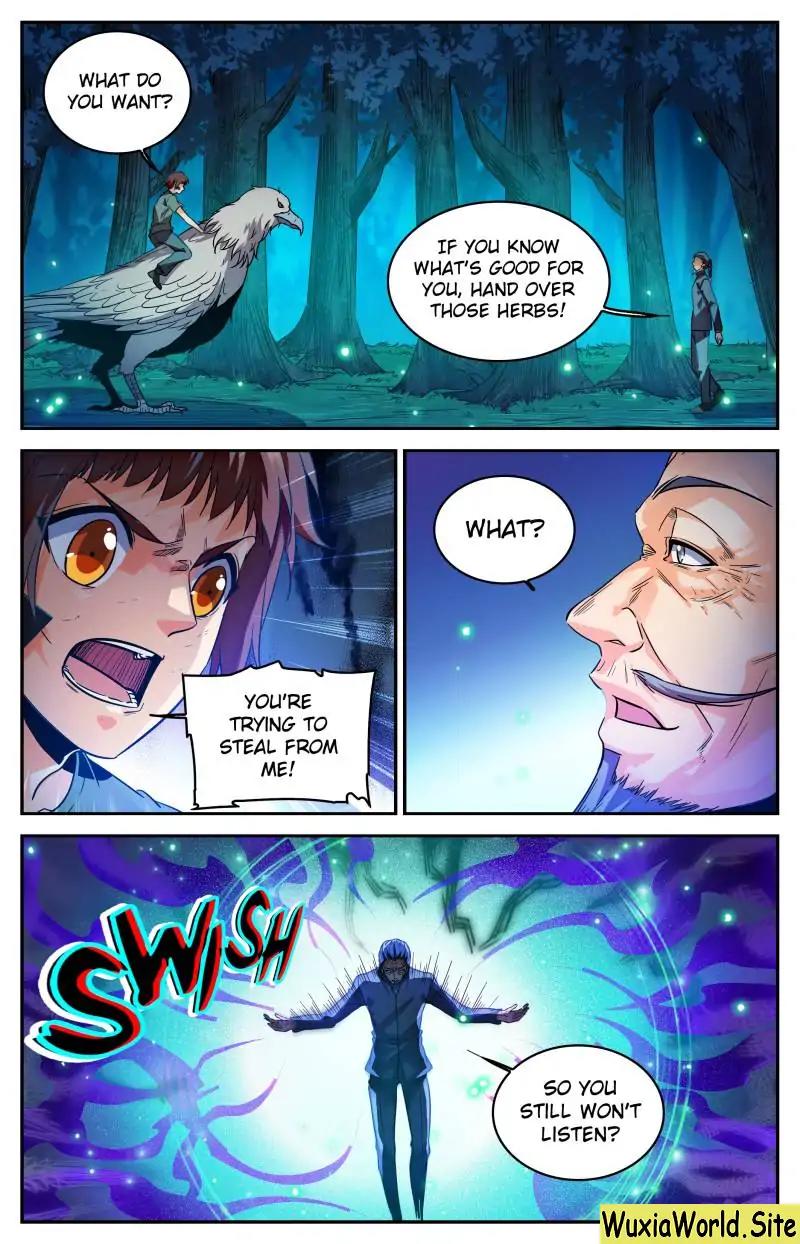 WHAT DO
YOU WANT?
IF YOU KNOW
WHAT'S GOOD FOR
YOU, HAND OVER
THOSE HERBS!
YOU'RE
TRYING TO
STEAL FROM
ME!
WHAT?
SWISH
SO YOU
STILL WON'T
LISTEN?
WuxiaWorld.Site